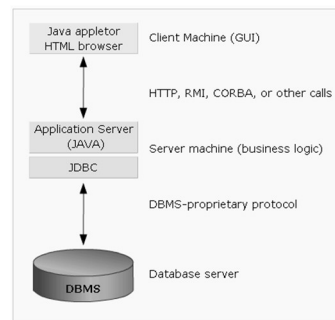 Java appletor
HTML browser
Client Machine (GUI)
HTTP, RMI, CORBA, or other calls
Application Server
(JAVA)
Server machine (business logic)
JDBC
DBMS-proprietary protocol
Database server
DBMS